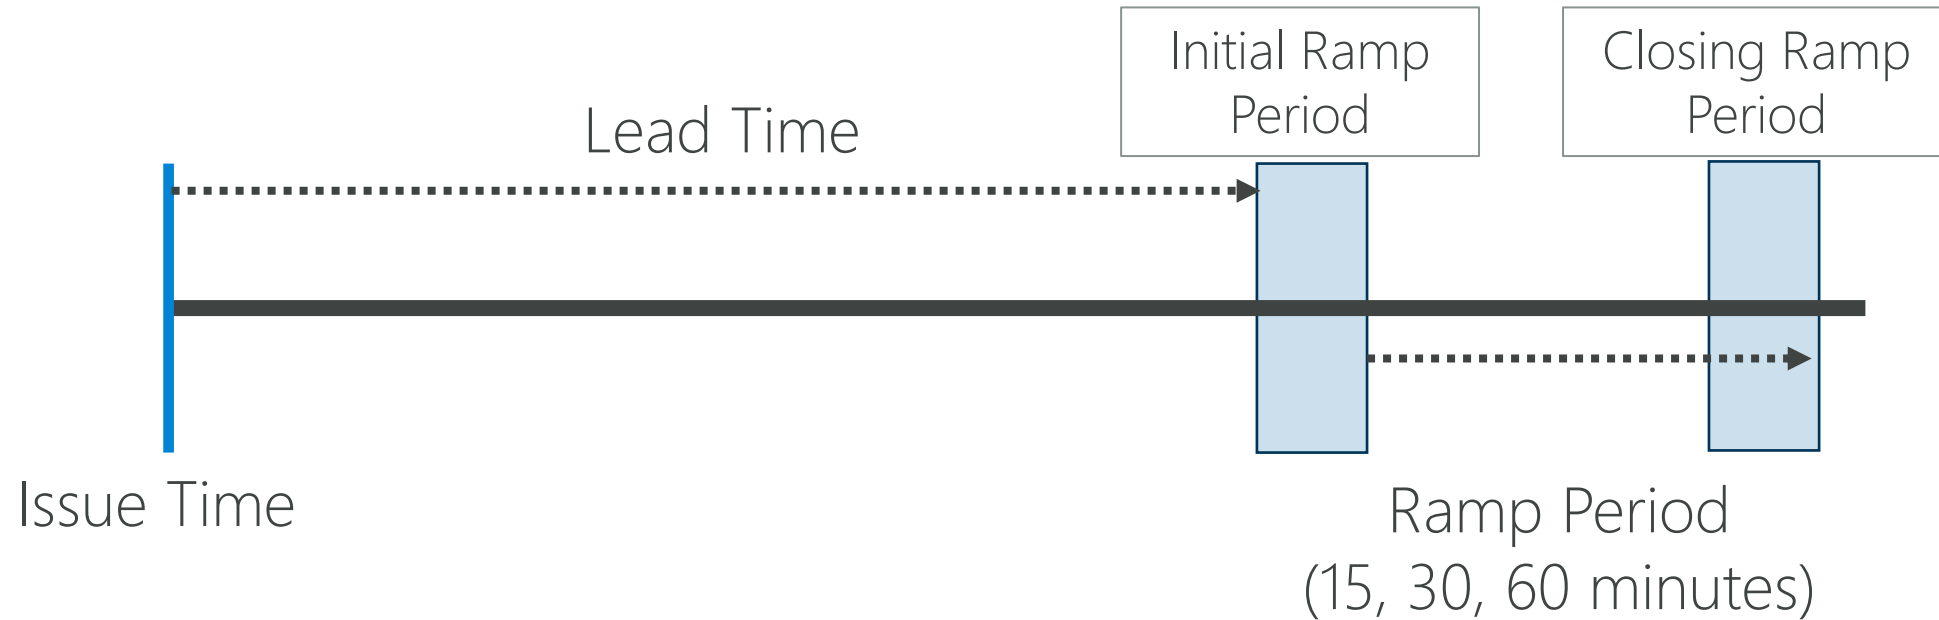 Initial Ramp
Period
Closing Ramp
Period
Lead Time
Issue Time
Ramp Period
(15, 30, 60 minutes)